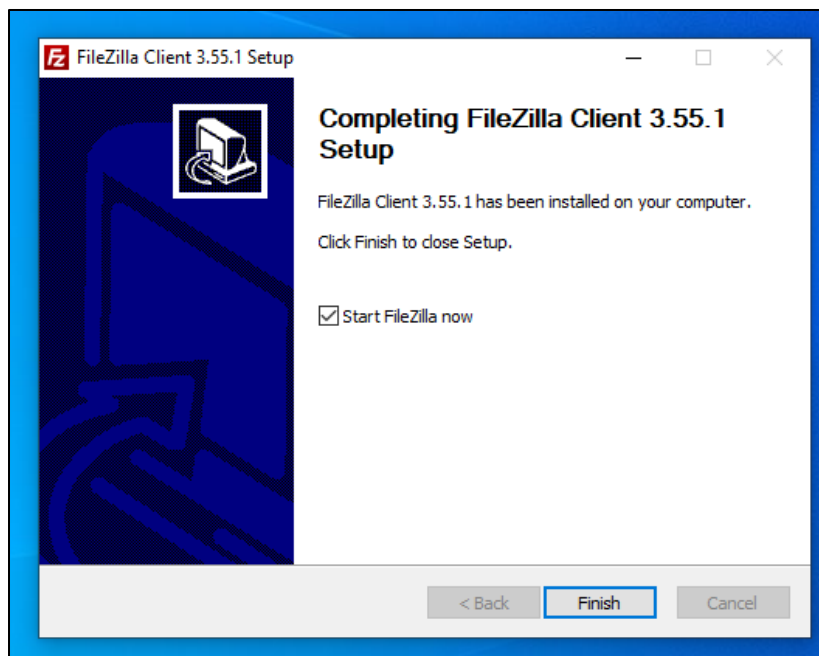 Fz FileZilla Client 3.55.1 Setup
Completing FileZilla Client 3.55.1
Setup
FileZilla Client 3.55.1 has been installed on your computer.
Click Finish to close Setup.
Start FileZilla now
< Back Finish Cancel